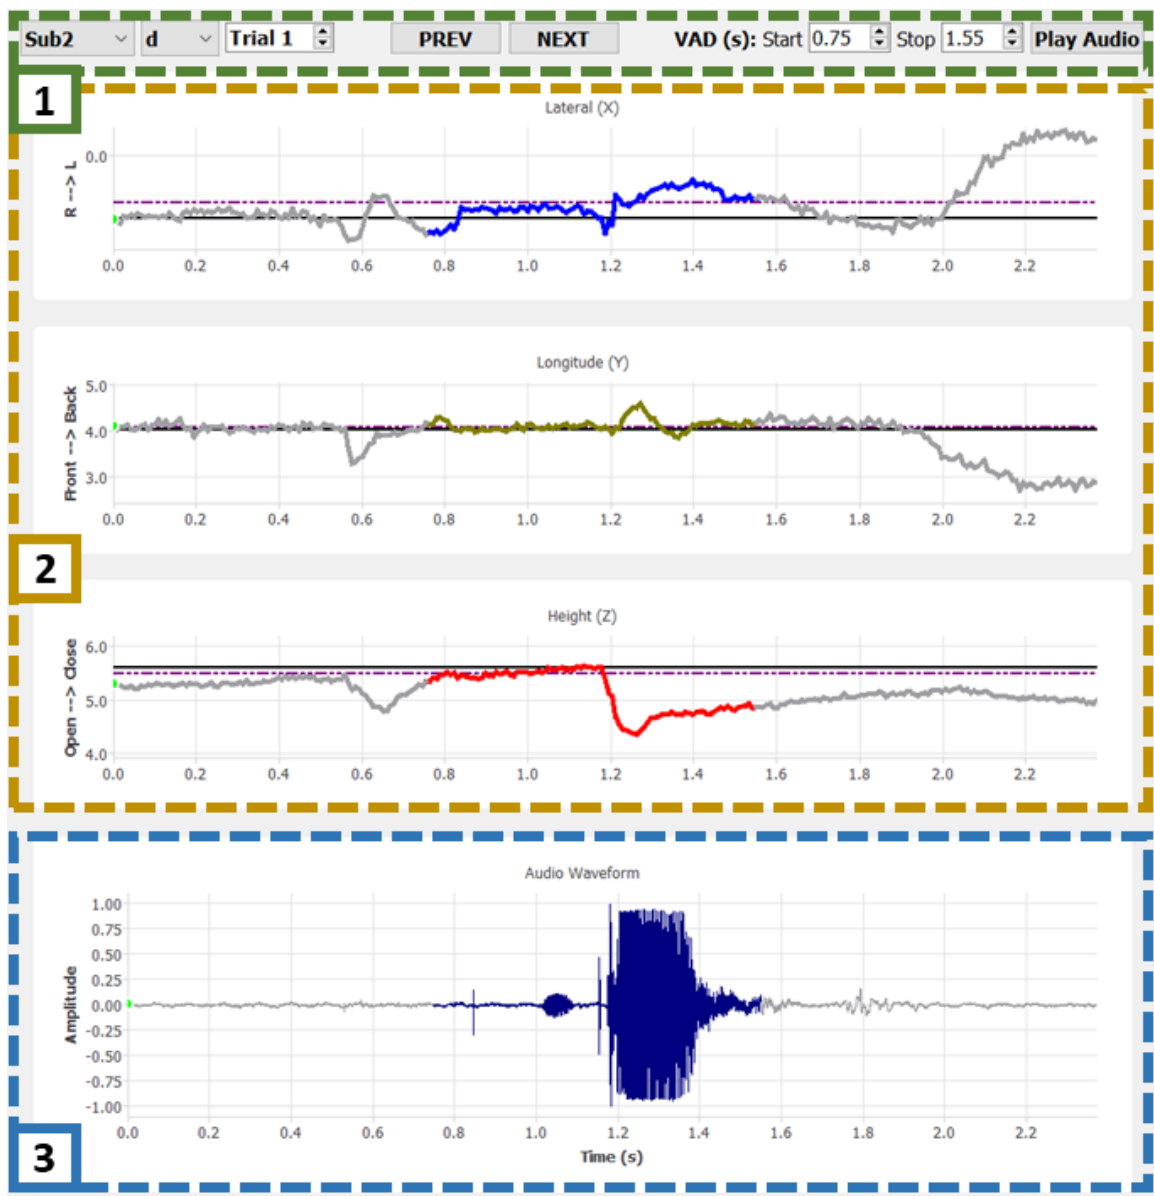 Sub2 d Trial 1 PREV NEXT VAD (s): Start 0.75 Stop 1.55 Play Audio
1
Lateral (X)
R --> L
0.0
0.0 0.2 0.4 0.6 0.8 1.0 1.2 1.4 1.6 1.8 2.0 2.2
Longitude (Y)
Front --> Back
5.0
4.0
3.0
0.0 0.2 0.4 0.6 0.8 1.0 1.2 1.4 1.6 1.8 2.0 2.2
2
Height (Z)
Open --> close
6.0
5.0
4.0
0.0 0.2 0.4 0.6 0.8 1.0 1.2 1.4 1.6 1.8 2.0 2.2
Audio Waveform
Amplitude
1.00
0.75
0.50
0.25
0.00
-0.25
-0.50
-0.75
-1.00
0.0 0.2 0.4 0.6 0.8 1.0 1.2 1.4 1.6 1.8 2.0 2.2
Time (s)
3